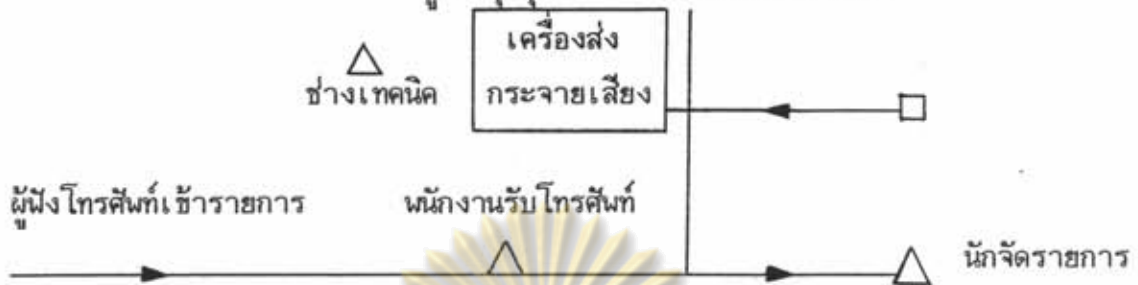 เครื่องส่ง
ช่างเทคนิค กระจายเสียง
ผู้ฟังโทรศัพท์เข้ารายการ พนักงานรับโทรศัพท์
นักจัดรายการ